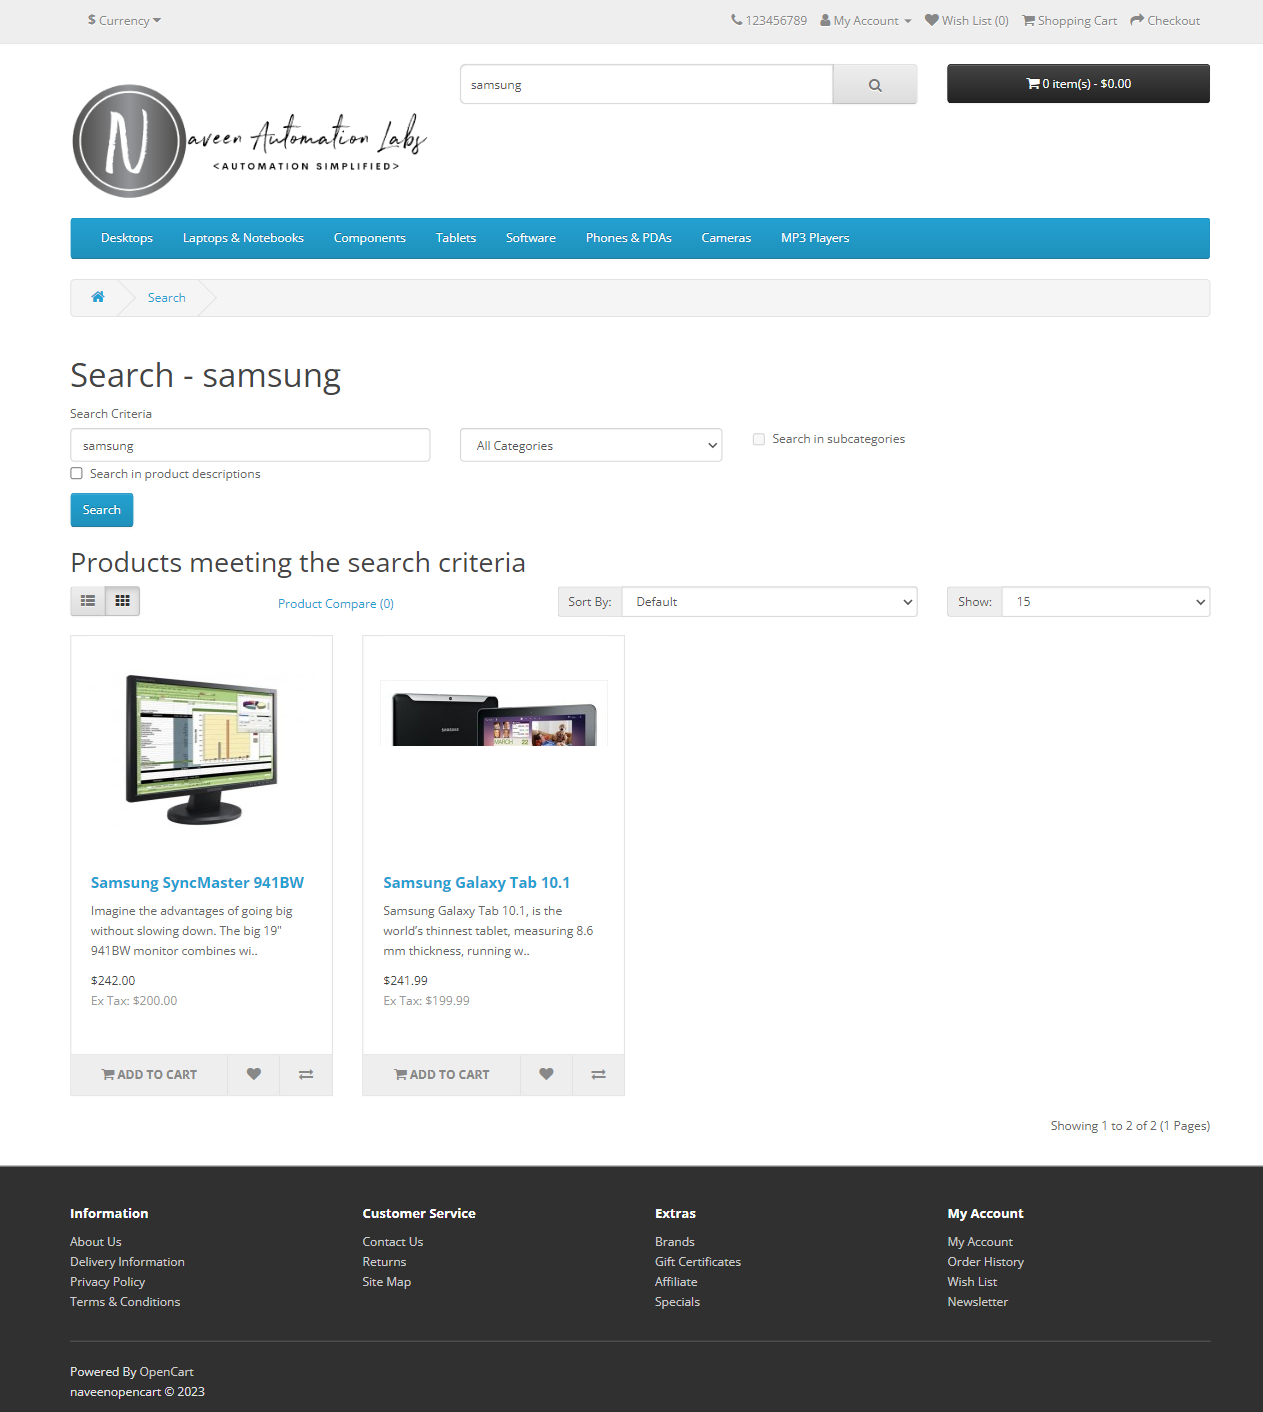 $ Currency
123456789 My Account Wish List (0) Shopping Cart Checkout
samsung
0 item(s) - $0.00
N
aveen Automation Labs
<AUTOMATION SIMPLIFIED>
Desktops Laptops & Notebooks Components Tablets Software Phones & PDAs Cameras MP3 Players
Search
Search - samsung
Search Criteria
samsung
All Categories
Search in subcategories
Search in product descriptions
Search
Products meeting the search criteria
Product Compare (0)
Sort By: Default
Show: 15
SAMSUNG
MARCH 22
Samsung SyncMaster 941BW
Imagine the advantages of going big
without slowing down. The big 19"
941BW monitor combines wi..
$242.00
Ex Tax: $200.00
ADD TO CART
Samsung Galaxy Tab 10.1
Samsung Galaxy Tab 10.1, is the
world’s thinnest tablet, measuring 8.6
mm thickness, running w..
$241.99
Ex Tax: $199.99
ADD TO CART
Showing 1 to 2 of 2 (1 Pages)
Information
About Us
Delivery Information
Privacy Policy
Terms & Conditions
Customer Service
Contact Us
Returns
Site Map
Extras
Brands
Gift Certificates
Affiliate
Specials
My Account
My Account
Order History
Wish List
Newsletter
Powered By OpenCart
naveenopencart © 2023